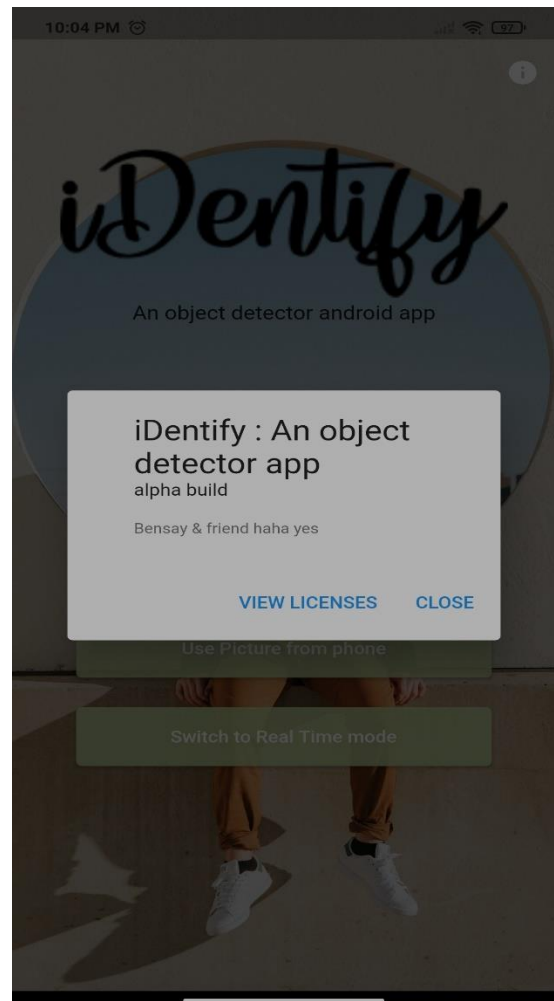 10:04 PM
97
i
iDentify
An object detector android app
iDentify : An object
detector app
alpha build
Bensay & friend haha yes
VIEW LICENSES CLOSE
Use Picture from phone
Switch to Real Time mode